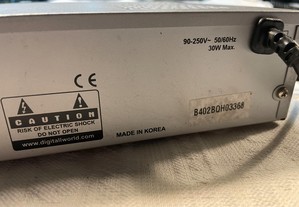 90-250V~ 50/60Hz
30W Max.
CE
CAUTION
RISK OF ELECTRIC SHOCK
DO NOT OPEN
www.digitallworld.com
MADE IN KOREA
B402BOH03368